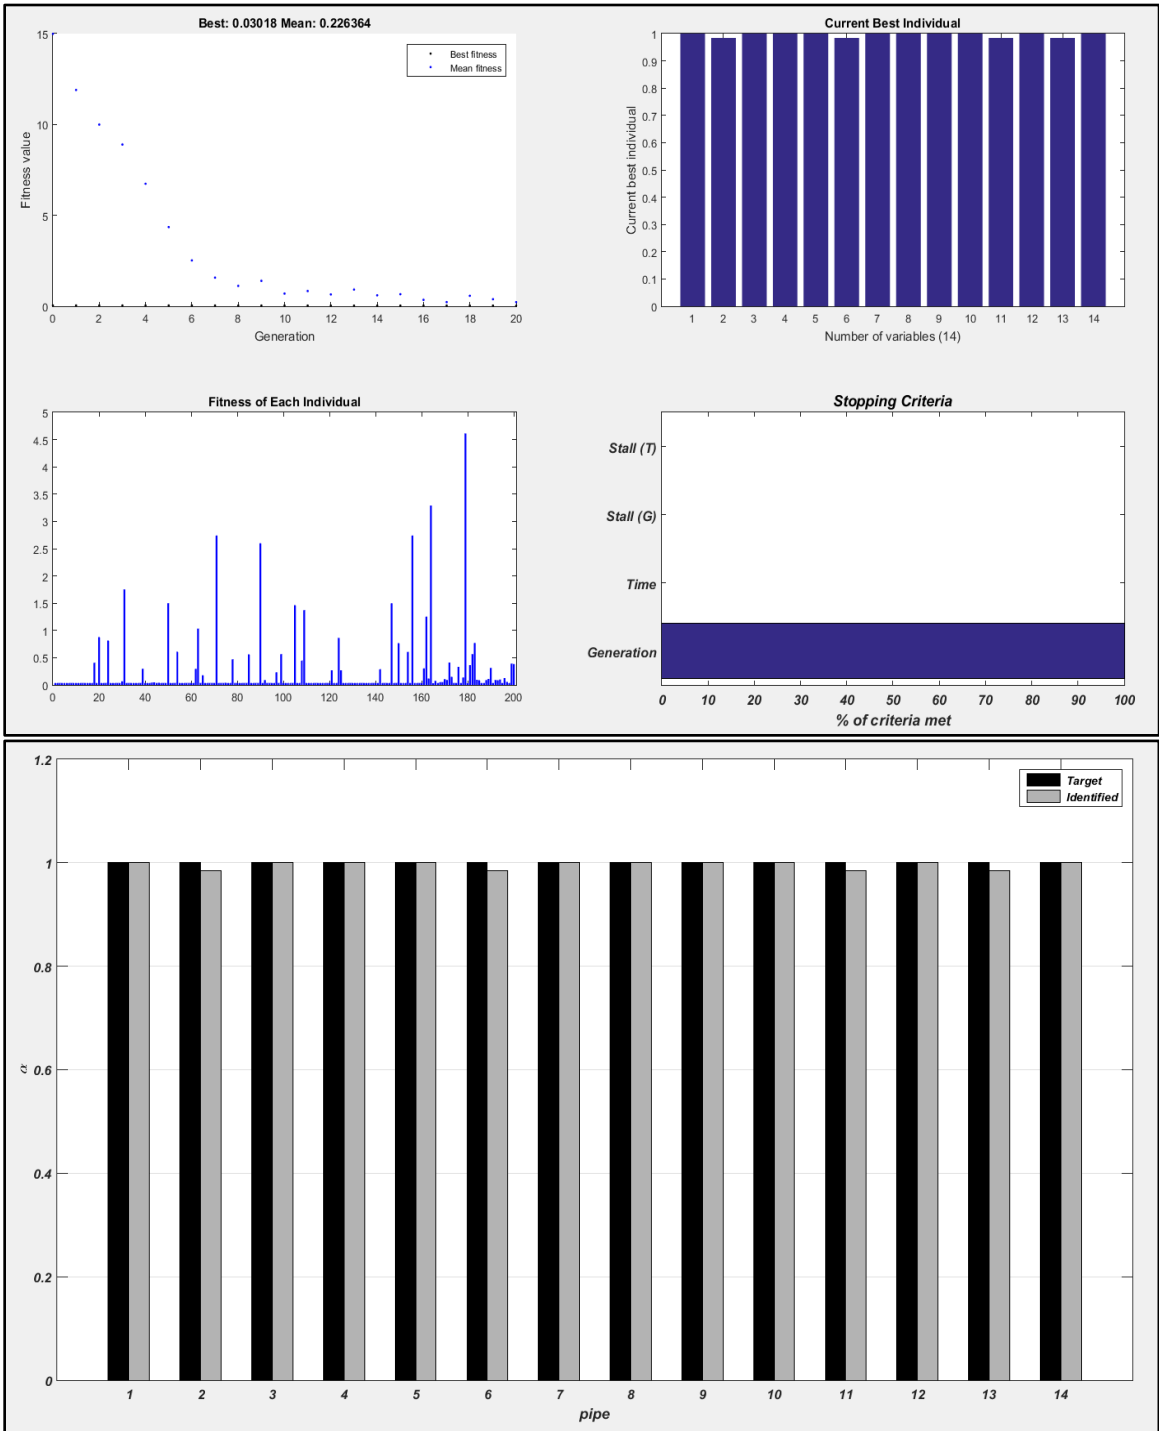 Best: 0.03018 Mean: 0.226364
15
10
5
0
Fitness value
0 2 4 6 8 10 12 14 16 18 20
Generation
Best fitness
Mean fitness
Current Best Individual
1
0.9
0.8
0.7
0.6
0.5
0.4
0.3
0.2
0.1
0
Current best individual
1 2 3 4 5 6 7 8 9 10 11 12 13 14
Number of variables (14)
Fitness of Each Individual
5
4.5
4
3.5
3
2.5
2
1.5
1
0.5
0
0 20 40 60 80 100 120 140 160 180 200
Stopping Criteria
Stall (T)
Stall (G)
Time
Generation
0 10 20 30 40 50 60 70 80 90 100
% of criteria met
1.2
1
0.8
0.6
0.4
0.2
0
α
Target
Identified
1 2 3 4 5 6 7 8 9 10 11 12 13 14
pipe